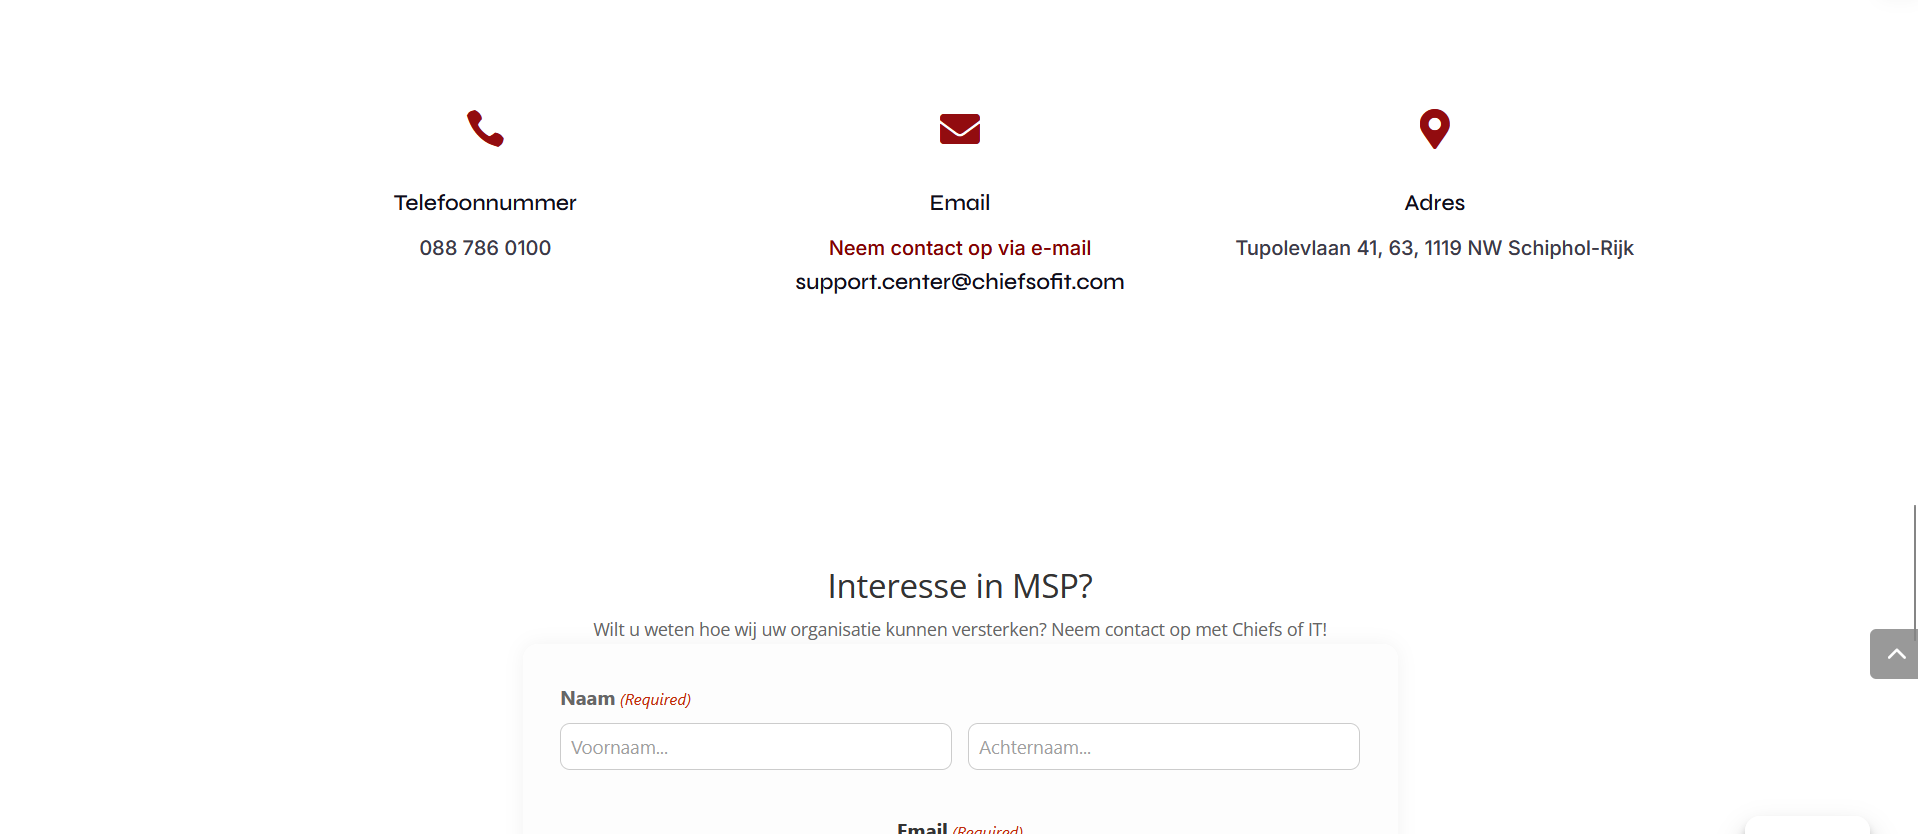 Telefoonnummer
088 786 0100
Email
Neem contact op via e-mail
support.center@chiefsofit.com
Adres
Tupolevlaan 41, 63, 1119 NW Schiphol-Rijk
Interesse in MSP?
Wilt u weten hoe wij uw organisatie kunnen versterken? Neem contact op met Chiefs of IT!
Naam (Required)
Voornaam...
Achternaam...
Email (Required)